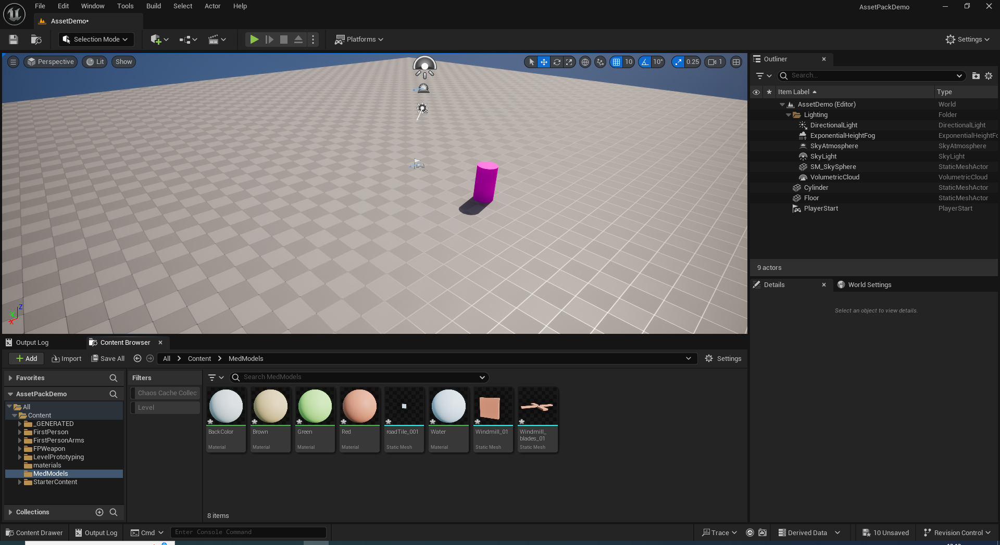 File Edit Window Tools Build Select Actor Help
AssetPackDemo
AssetDemo*
Selection Mode
Platforms
Settings
Perspective
Lit
Show
10
10°
0.25
1
Z
Y
X
Outliner
Search...
Item Label
Type
AssetDemo (Editor) World
Lighting Folder
DirectionalLight DirectionalLight
ExponentialHeightFog ExponentialHeightFo
SkyAtmosphere SkyAtmosphere
SkyLight SkyLight
SM_SkySphere StaticMeshActor
VolumetricCloud VolumetricCloud
Cylinder StaticMeshActor
Floor StaticMeshActor
PlayerStart PlayerStart
9 actors
Details
World Settings
Select an object to view details.
Output Log
Content Browser
Add
Import
Save All
All
Content
MedModels
Settings
Favorites
AssetPackDemo
All
Content
_GENERATED
FirstPerson
FirstPersonArms
FPWeapon
LevelPrototyping
materials
MedModels
StarterContent
Collections
Filters
Chaos Cache Collec
Level
Search MedModels
BackColor
Material
Brown
Material
Green
Material
Red
Material
roadTile_001
Static Mesh
Water
Material
Windmill_01
Static Mesh
Windmill_
blades_01
Static Mesh
8 items
Content Drawer
Output Log
Cmd
Enter Console Command
Trace
Derived Data
10 Unsaved
Revision Control